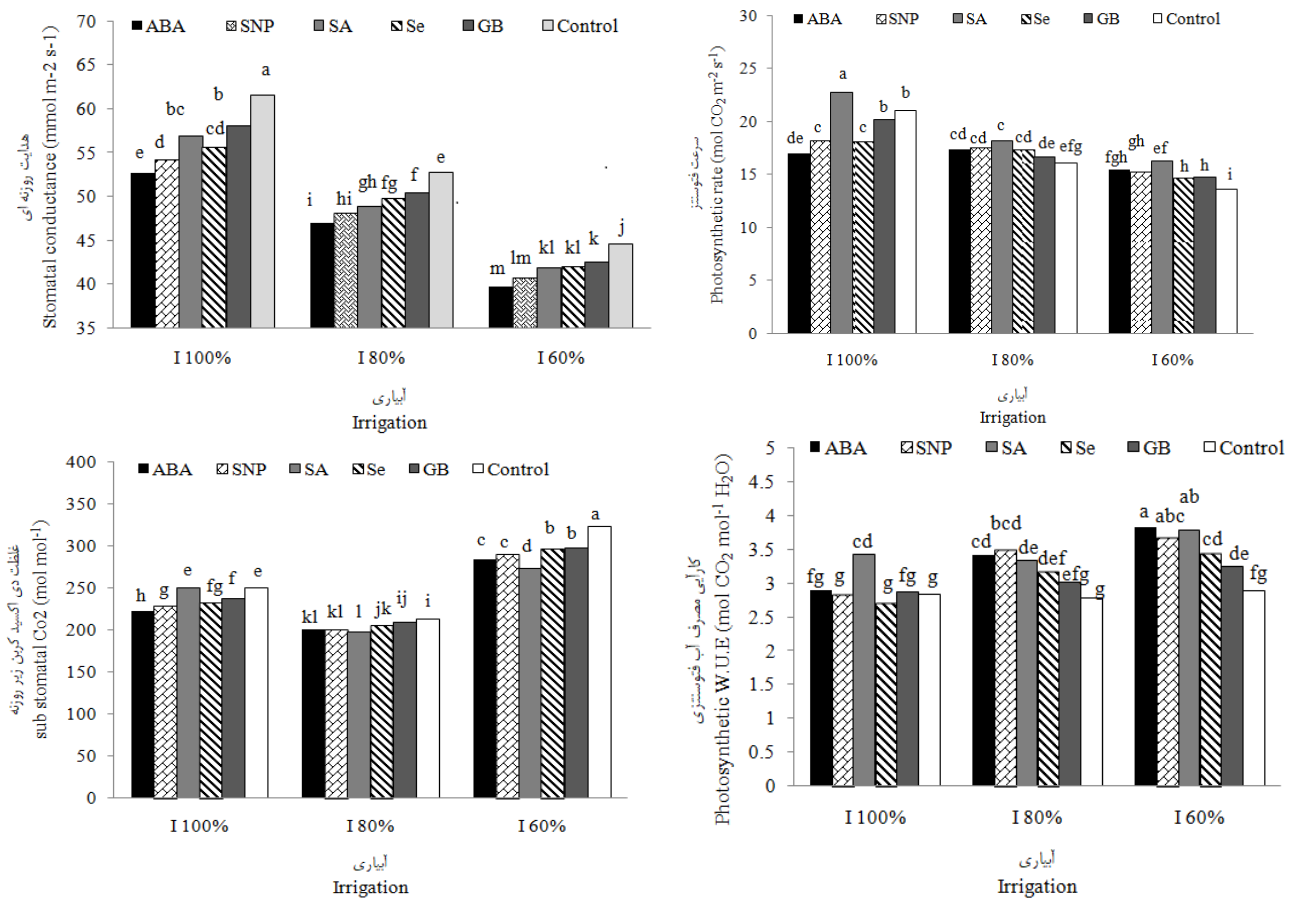 ABA SNP SA Se GB Control
70
65
60
55
50
45
40
35
هدایت روزنه ای
Stomatal conductance (mmol m-2 s-1)
e d bc cd b a
i hi gh fg f e
m lm kl kl k j
I 100% I 80% I 60%
آبیاری
Irrigation
ABA SNP SA Se GB Control
30
25
20
15
10
5
0
سرعت فتوسنتز
Photosynthetic rate (mol CO2 m-2 s-1)
de c a c b b
cd cd c cd de efg
fgh gh ef h h i
I 100% I 80% I 60%
آبیاری
Irrigation
ABA SNP SA Se GB Control
400
350
300
250
200
150
100
50
0
غلظت دی اکسید کربن زیر روزنه
sub stomatal Co2 (mol mol-1)
h g e fg f e
kl kl l jk ij i
c c d b b a
I 100% I 80% I 60%
آبیاری
Irrigation
ABA SNP SA Se GB Control
5
4.5
4
3.5
3
2.5
2
1.5
1
0.5
0
کارآیی مصرف آب فتوسنتزی
Photosynthetic W.U.E (mol CO2 mol-1 H2O)
fg g cd g fg g
cd bcd de def efg g
a abc ab cd de fg
I 100% I 80% I 60%
آبیاری
Irrigation